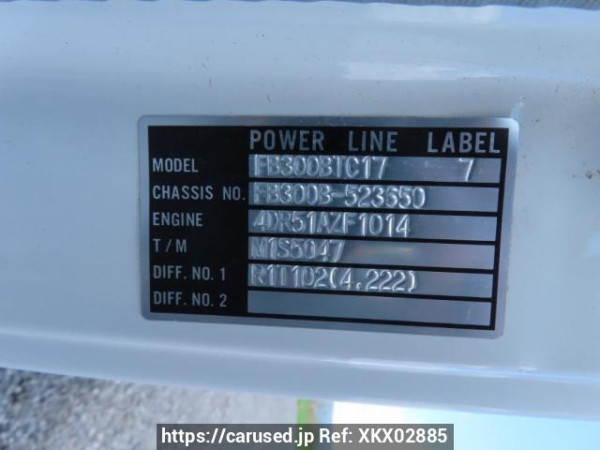 POWER LINE LABEL
MODEL FB300BTC17 7
CHASSIS NO. FB300B-523650
ENGINE 4DR51AZF1014
T/M M1S5047
DIFF. NO. 1 R1T1D2(4.222)
DIFF. NO. 2
https://carused.jp Ref: XKX02885